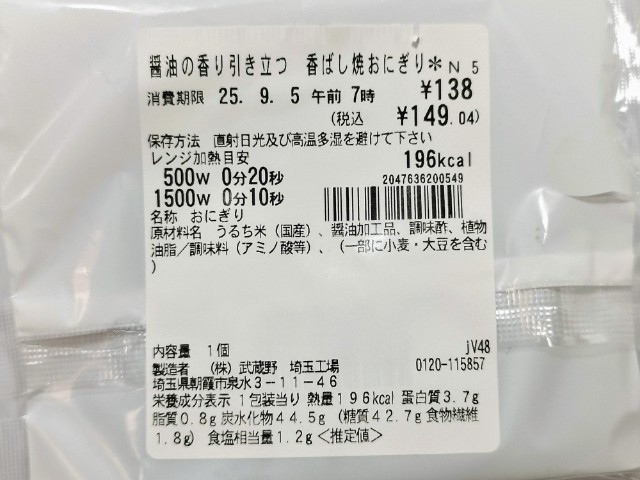 醤油の香り引き立つ 香ばし焼おにぎり＊N 5
消費期限 25. 9. 5 午前 7時 ¥138
(税込 ¥149.04)
保存方法 直射日光及び高温多湿を避けて下さい
レンジ加熱目安 196kcal
500W 0分20秒
2047636200549
1500W 0分10秒
名称 おにぎり
原材料名 うるち米（国産）、醤油加工品、調味酢、植物
油脂／調味料（アミノ酸等）、（一部に小麦・大豆を含む
）
内容量 1個 jV48
製造者 （株）武蔵野 埼玉工場 0120-115857
埼玉県朝霞市泉水３－１１－４６
栄養成分表示 1包装当り 熱量196kcal 蛋白質3.7g
脂質0.8g 炭水化物44.5g （糖質42.7g 食物繊維
1.8g） 食塩相当量1.2g＜推定値＞